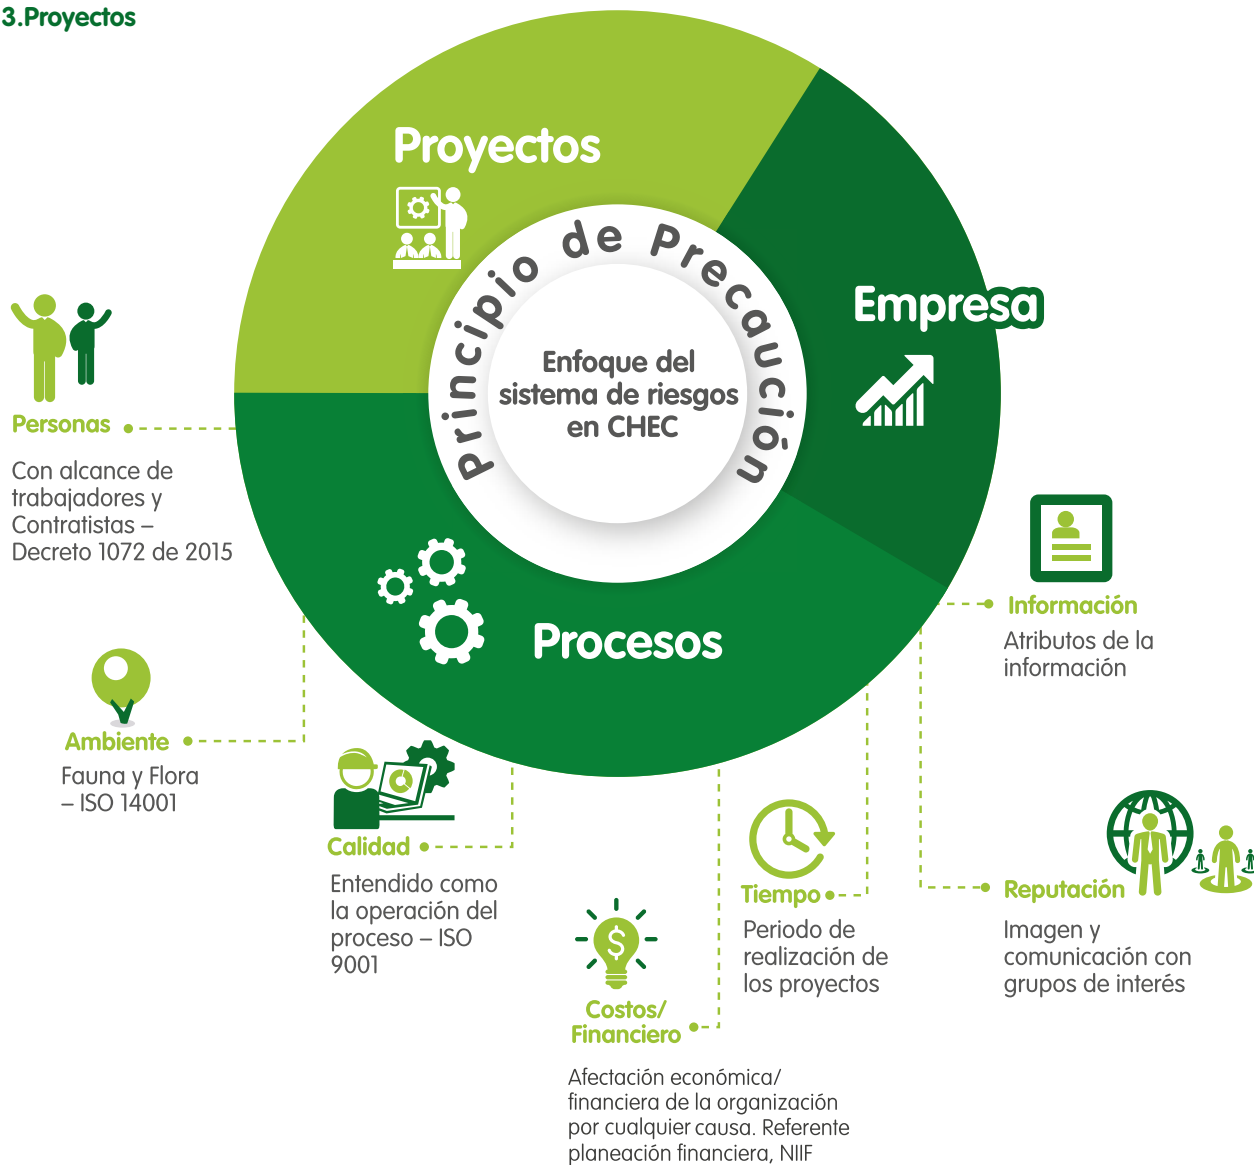 3.Proyectos
Proyectos
Empresa
Principio de Precaución
Enfoque del
sistema de riesgos
en CHEC
Procesos
Personas
Con alcance de
trabajadores y
Contratistas –
Decreto 1072 de 2015
Ambiente
Fauna y Flora
– ISO 14001
Calidad
Entendido como
la operación del
proceso – ISO
9001
$
Costos/
Financiero
Afectación económica/
financiera de la organización
por cualquier causa. Referente
planeación financiera, NIIF
Tiempo
Periodo de
realización de
los proyectos
Información
Atributos de la
información
Reputación
Imagen y
comunicación con
grupos de interés